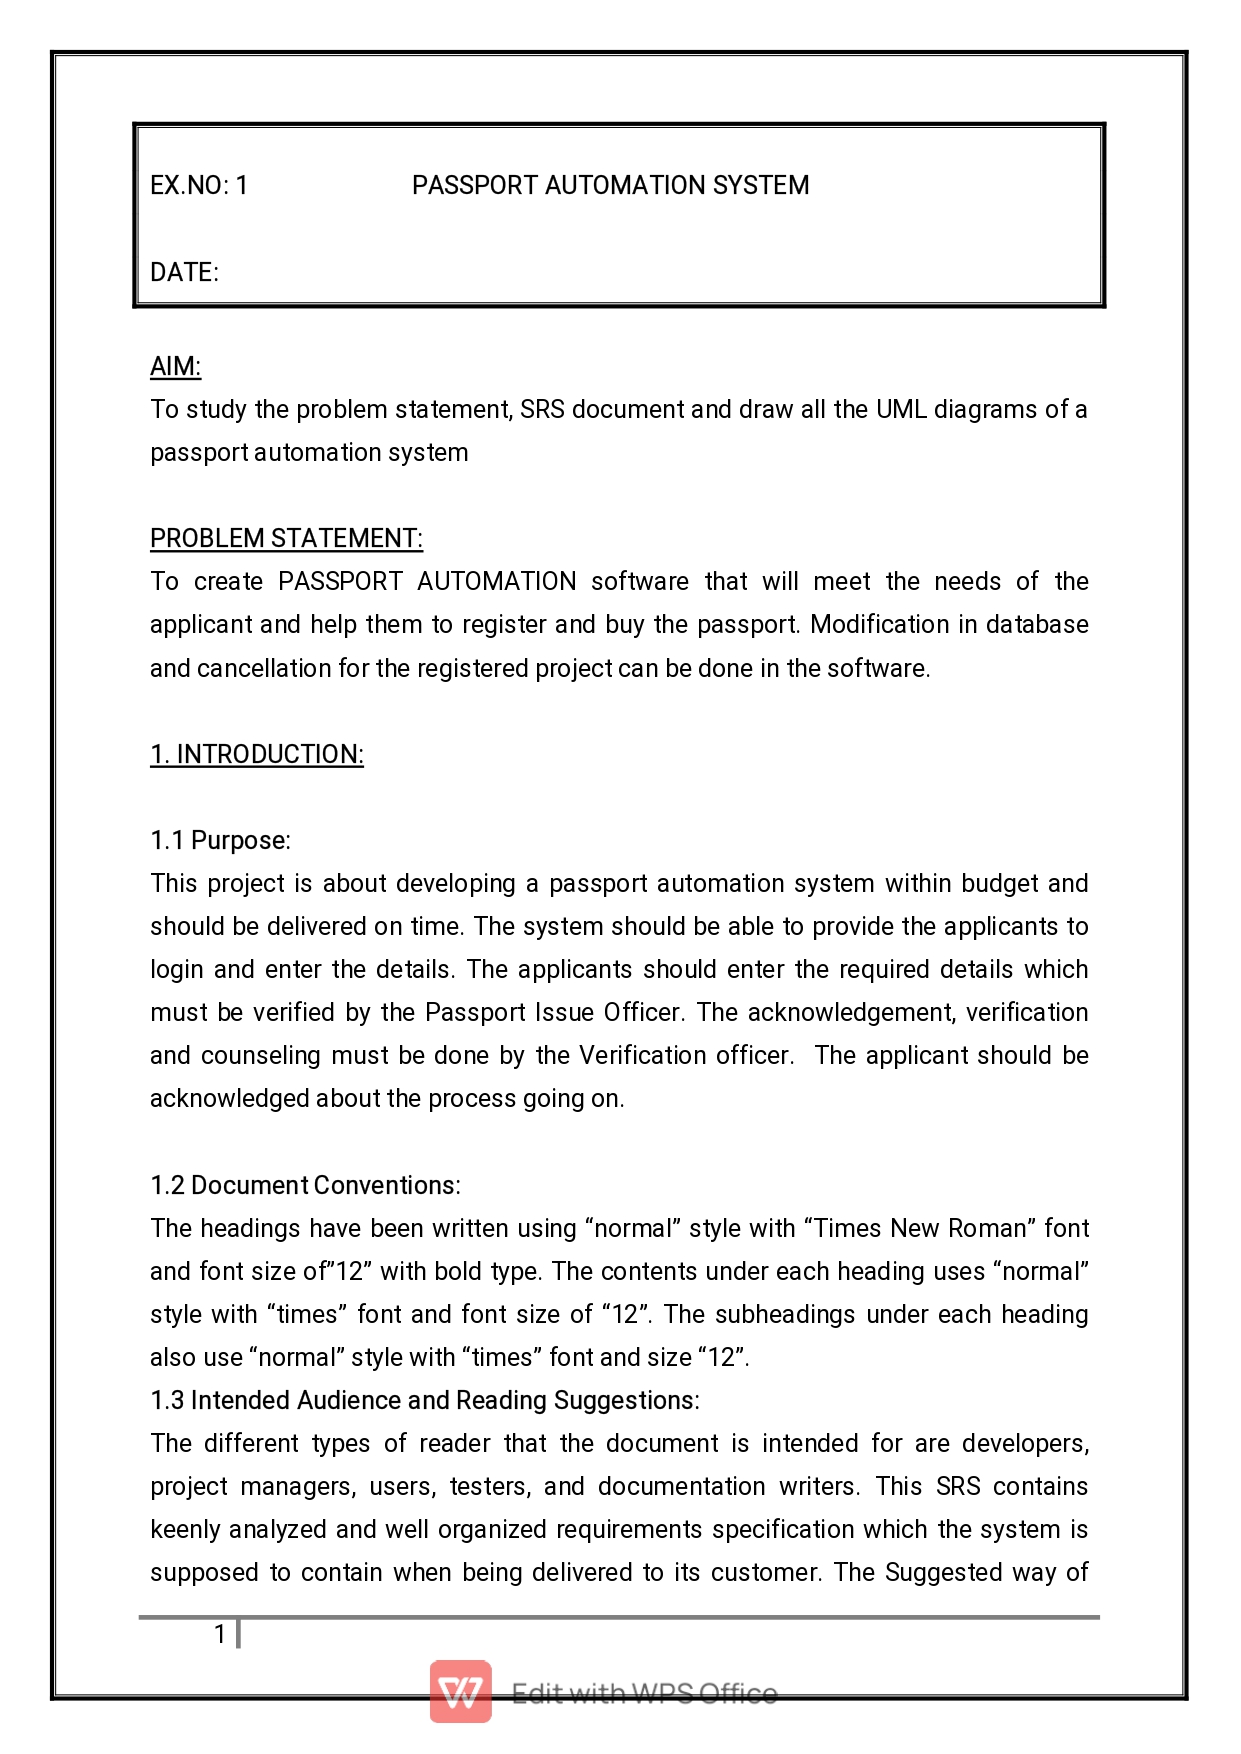 EX.NO: 1 PASSPORT AUTOMATION SYSTEM
DATE:
AIM:
To study the problem statement, SRS document and draw all the UML diagrams of a
passport automation system
PROBLEM STATEMENT:
To create PASSPORT AUTOMATION software that will meet the needs of the
applicant and help them to register and buy the passport. Modification in database
and cancellation for the registered project can be done in the software.
1. INTRODUCTION:
1.1 Purpose:
This project is about developing a passport automation system within budget and
should be delivered on time. The system should be able to provide the applicants to
login and enter the details. The applicants should enter the required details which
must be verified by the Passport Issue Officer. The acknowledgement, verification
and counseling must be done by the Verification officer.  The applicant should be
acknowledged about the process going on.
1.2 Document Conventions:
The headings have been written using “normal” style with “Times New Roman” font
and font size of”12” with bold type. The contents under each heading uses “normal”
style with “times” font and font size of “12”. The subheadings under each heading
also use “normal” style with “times” font and size “12”.
1.3 Intended Audience and Reading Suggestions:
The different types of reader that the document is intended for are developers,
project managers, users, testers, and documentation writers. This SRS contains
keenly analyzed and well organized requirements specification which the system is
supposed to contain when being delivered to its customer. The Suggested way of
1
Edit with WPS Office